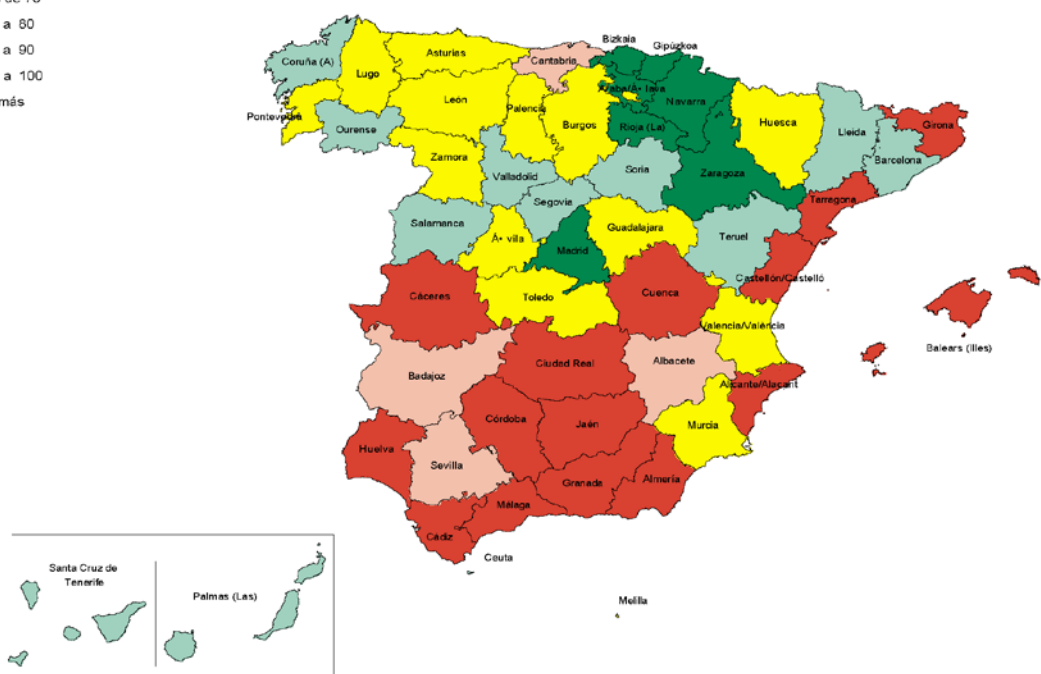 a 80
a 90
a 100
más
Bizkaia
Gipúzkoa
Coruña (A)
Asturias
Cantabria
Lugo
León
Palencia
Burgos
Navarra
Pontevedra
Ourense
Rioja (La)
Huesca
Lleida
Girona
Barcelona
Zamora
Valladolid
Soria
Zaragoza
Segovia
Tarragona
Salamanca
Á• vila
Guadalajara
Teruel
Madrid
Castellón/Castelló
Cáceres
Toledo
Cuenca
Valencia/València
Balears (Illes)
Badajoz
Ciudad Real
Albacete
Alicante/Alacant
Córdoba
Jaén
Murcia
Huelva
Sevilla
Granada
Almería
Málaga
Cádiz
Ceuta
Santa Cruz de
Tenerife
Palmas (Las)
Melilla